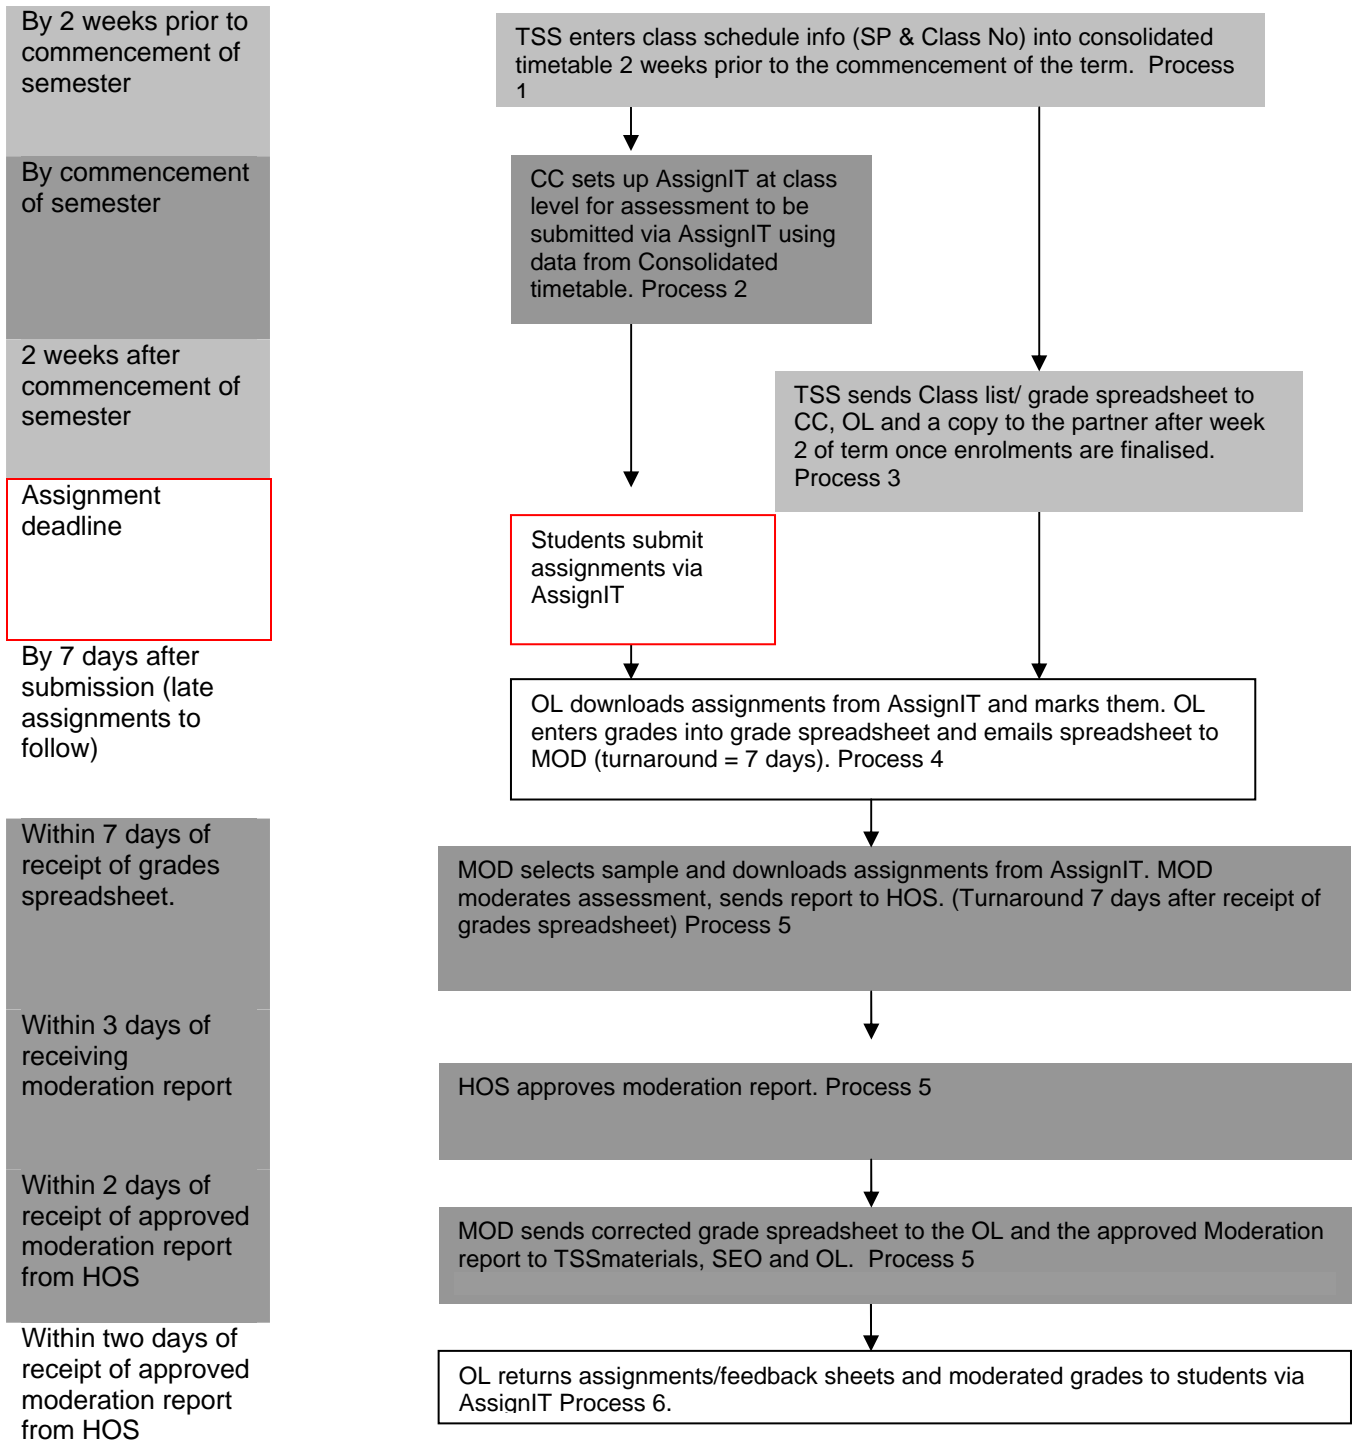 By 2 weeks prior to
commencement of
semester
TSS enters class schedule info (SP & Class No) into consolidated
timetable 2 weeks prior to the commencement of the term.  Process
1
By commencement
of semester
CC sets up AssignIT at class
level for assessment to be
submitted via AssignIT using
data from Consolidated
timetable. Process 2
2 weeks after
commencement of
semester
TSS sends Class list/ grade spreadsheet to
CC, OL and a copy to the partner after week
2 of term once enrolments are finalised.
Process 3
Assignment
deadline
Students submit
assignments via
AssignIT
By 7 days after
submission (late
assignments to
follow)
OL downloads assignments from AssignIT and marks them. OL
enters grades into grade spreadsheet and emails spreadsheet to
MOD (turnaround = 7 days). Process 4
Within 7 days of
receipt of grades
spreadsheet.
MOD selects sample and downloads assignments from AssignIT. MOD
moderates assessment, sends report to HOS. (Turnaround 7 days after receipt of
grades spreadsheet) Process 5
Within 3 days of
receiving
moderation report
HOS approves moderation report. Process 5
Within 2 days of
receipt of approved
moderation report
from HOS
MOD sends corrected grade spreadsheet to the OL and the approved Moderation
report to TSSmaterials, SEO and OL.  Process 5
Within two days of
receipt of approved
moderation report
from HOS
OL returns assignments/feedback sheets and moderated grades to students via
AssignIT Process 6.